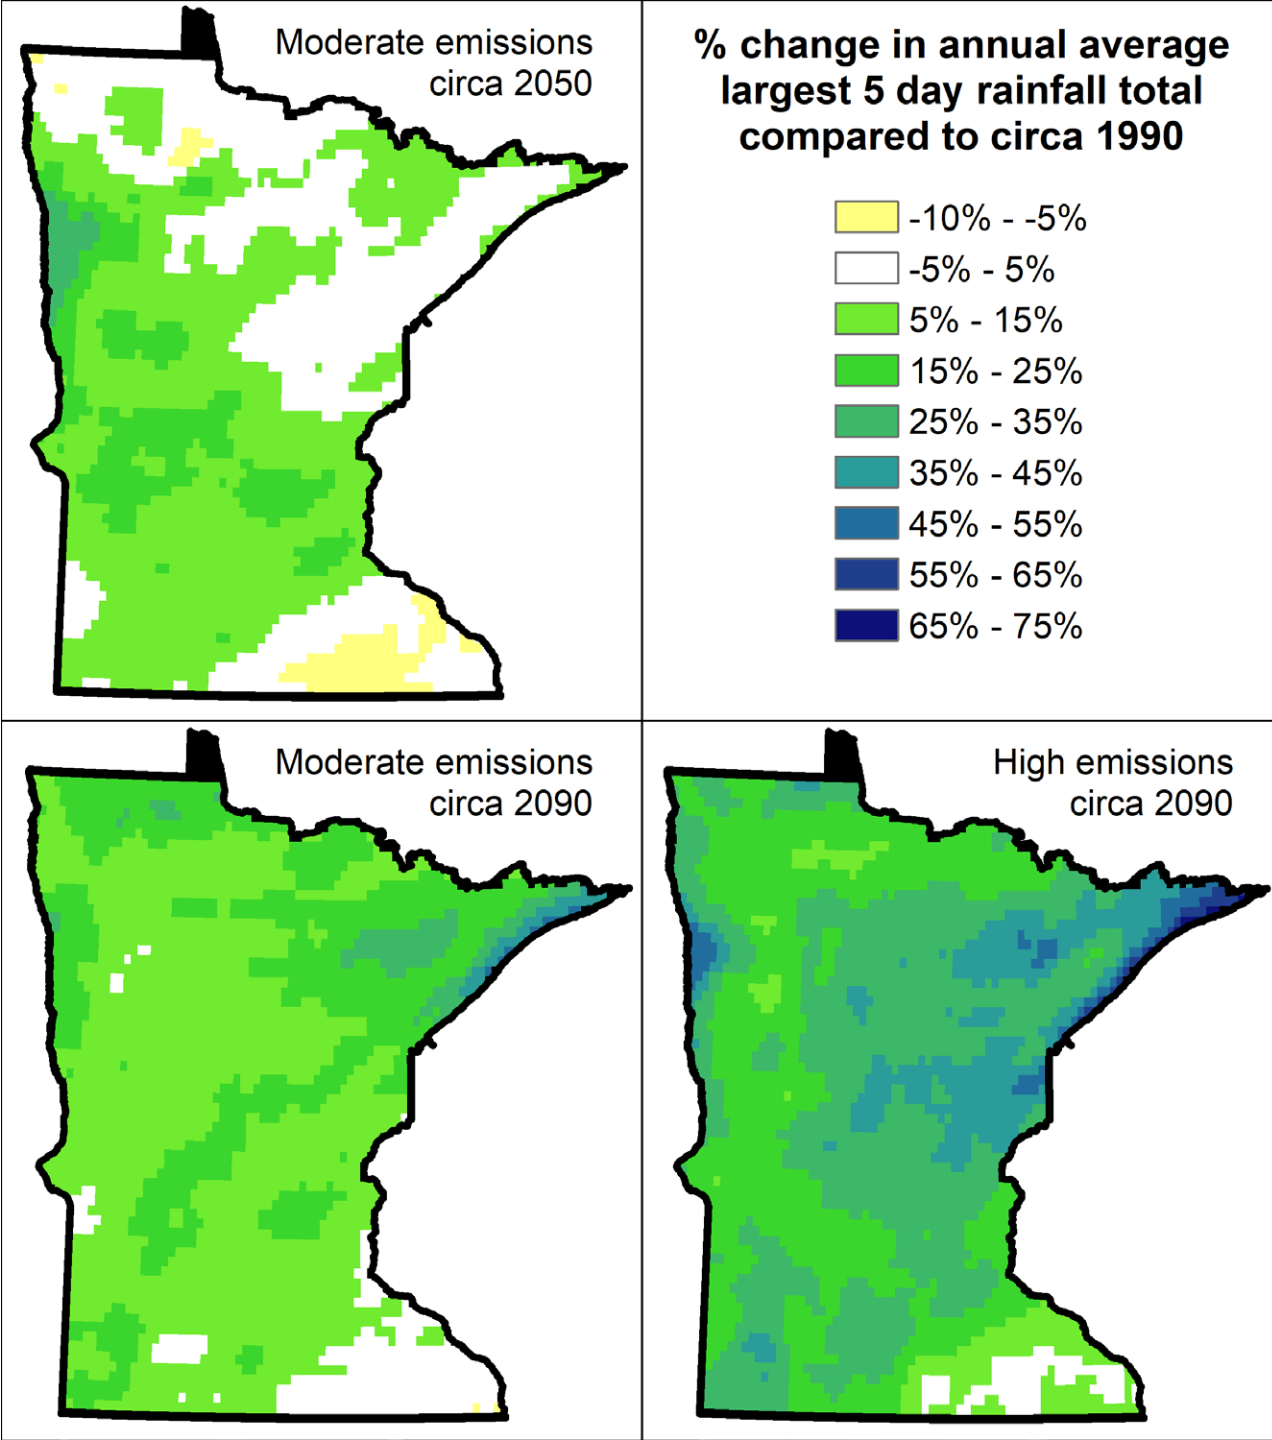 Moderate emissions
circa 2050
% change in annual average
largest 5 day rainfall total
compared to circa 1990
-10% - -5%
-5% - 5%
5% - 15%
15% - 25%
25% - 35%
35% - 45%
45% - 55%
55% - 65%
65% - 75%
Moderate emissions
circa 2090
High emissions
circa 2090